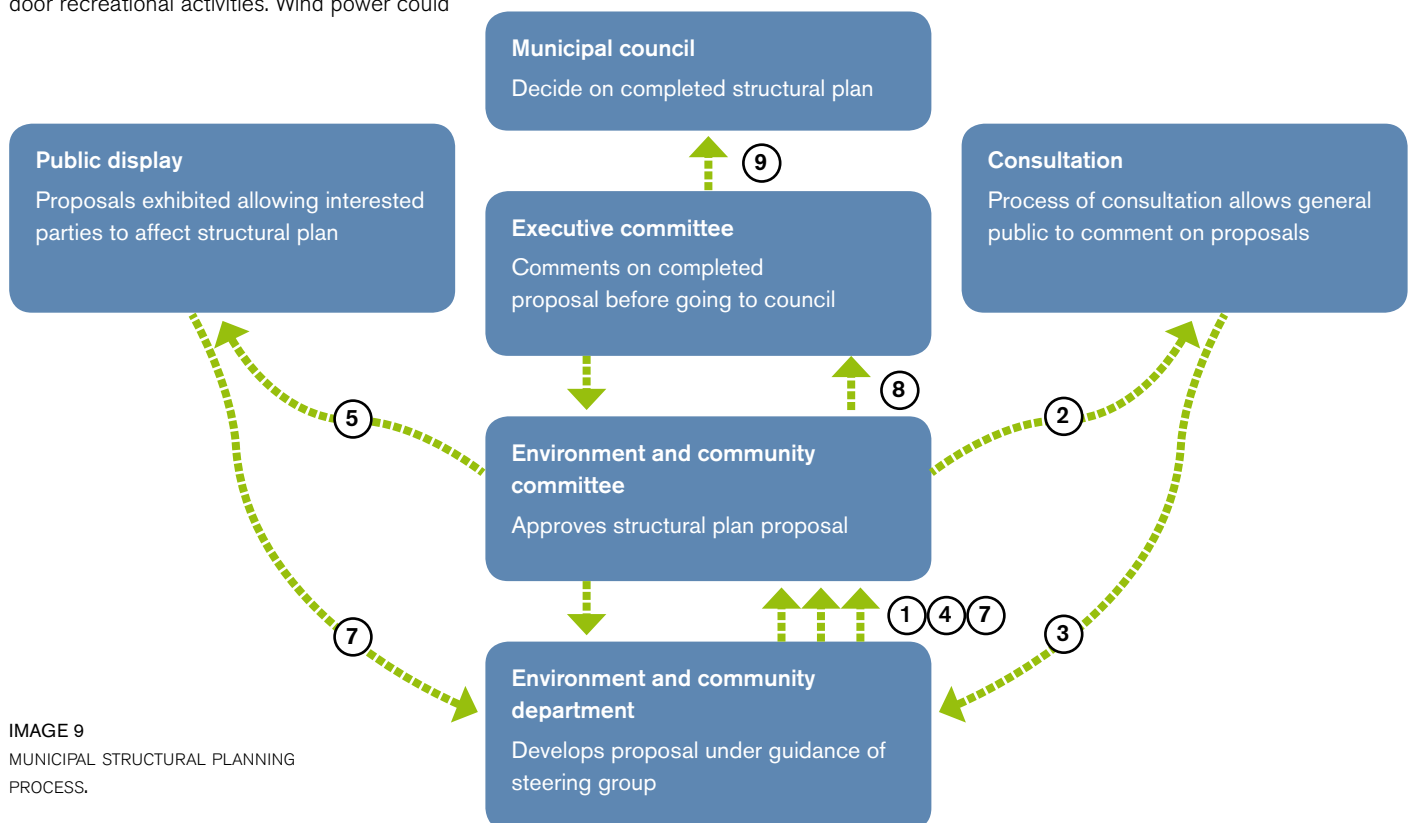 door recreational activities. Wind power could
Municipal council
Decide on completed structural plan
Public display
Proposals exhibited allowing interested
parties to affect structural plan
9
Consultation
Process of consultation allows general
public to comment on proposals
Executive committee
Comments on completed
proposal before going to council
8
5
2
Environment and community
committee
Approves structural plan proposal
1 4 7
7
3
Environment and community
department
Develops proposal under guidance of
steering group
IMAGE 9
MUNICIPAL STRUCTURAL PLANNING
PROCESS.